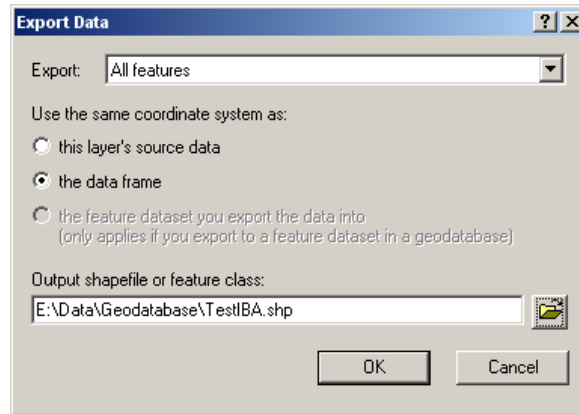 Export Data
Export: All features
Use the same coordinate system as:
this layer's source data
the data frame
the feature dataset you export the data into
(only applies if you export to a feature dataset in a geodatabase)
Output shapefile or feature class:
E:\Data\Geodatabase\TestIBA.shp
OK Cancel